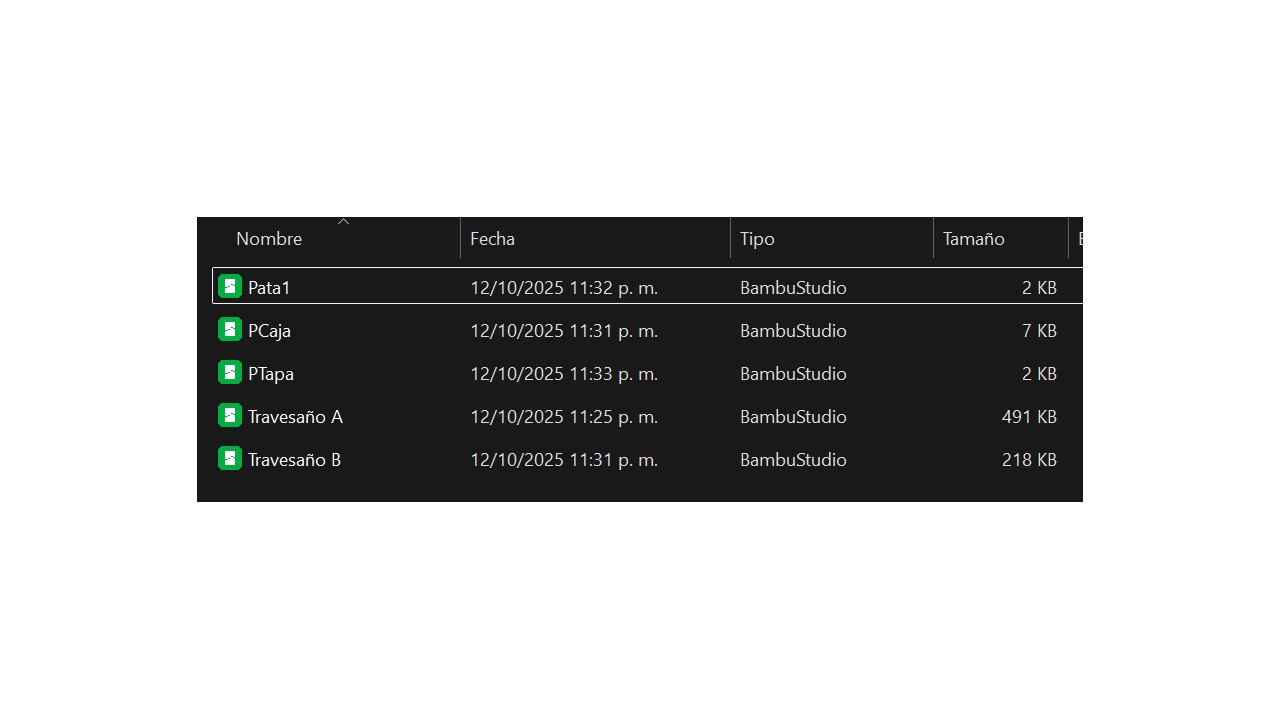 Nombre Fecha Tipo Tamaño
Pata1 12/10/2025 11:32 p. m. BambuStudio 2 KB
PCaja 12/10/2025 11:31 p. m. BambuStudio 7 KB
PTapa 12/10/2025 11:33 p. m. BambuStudio 2 KB
Travesaño A 12/10/2025 11:25 p. m. BambuStudio 491 KB
Travesaño B 12/10/2025 11:31 p. m. BambuStudio 218 KB